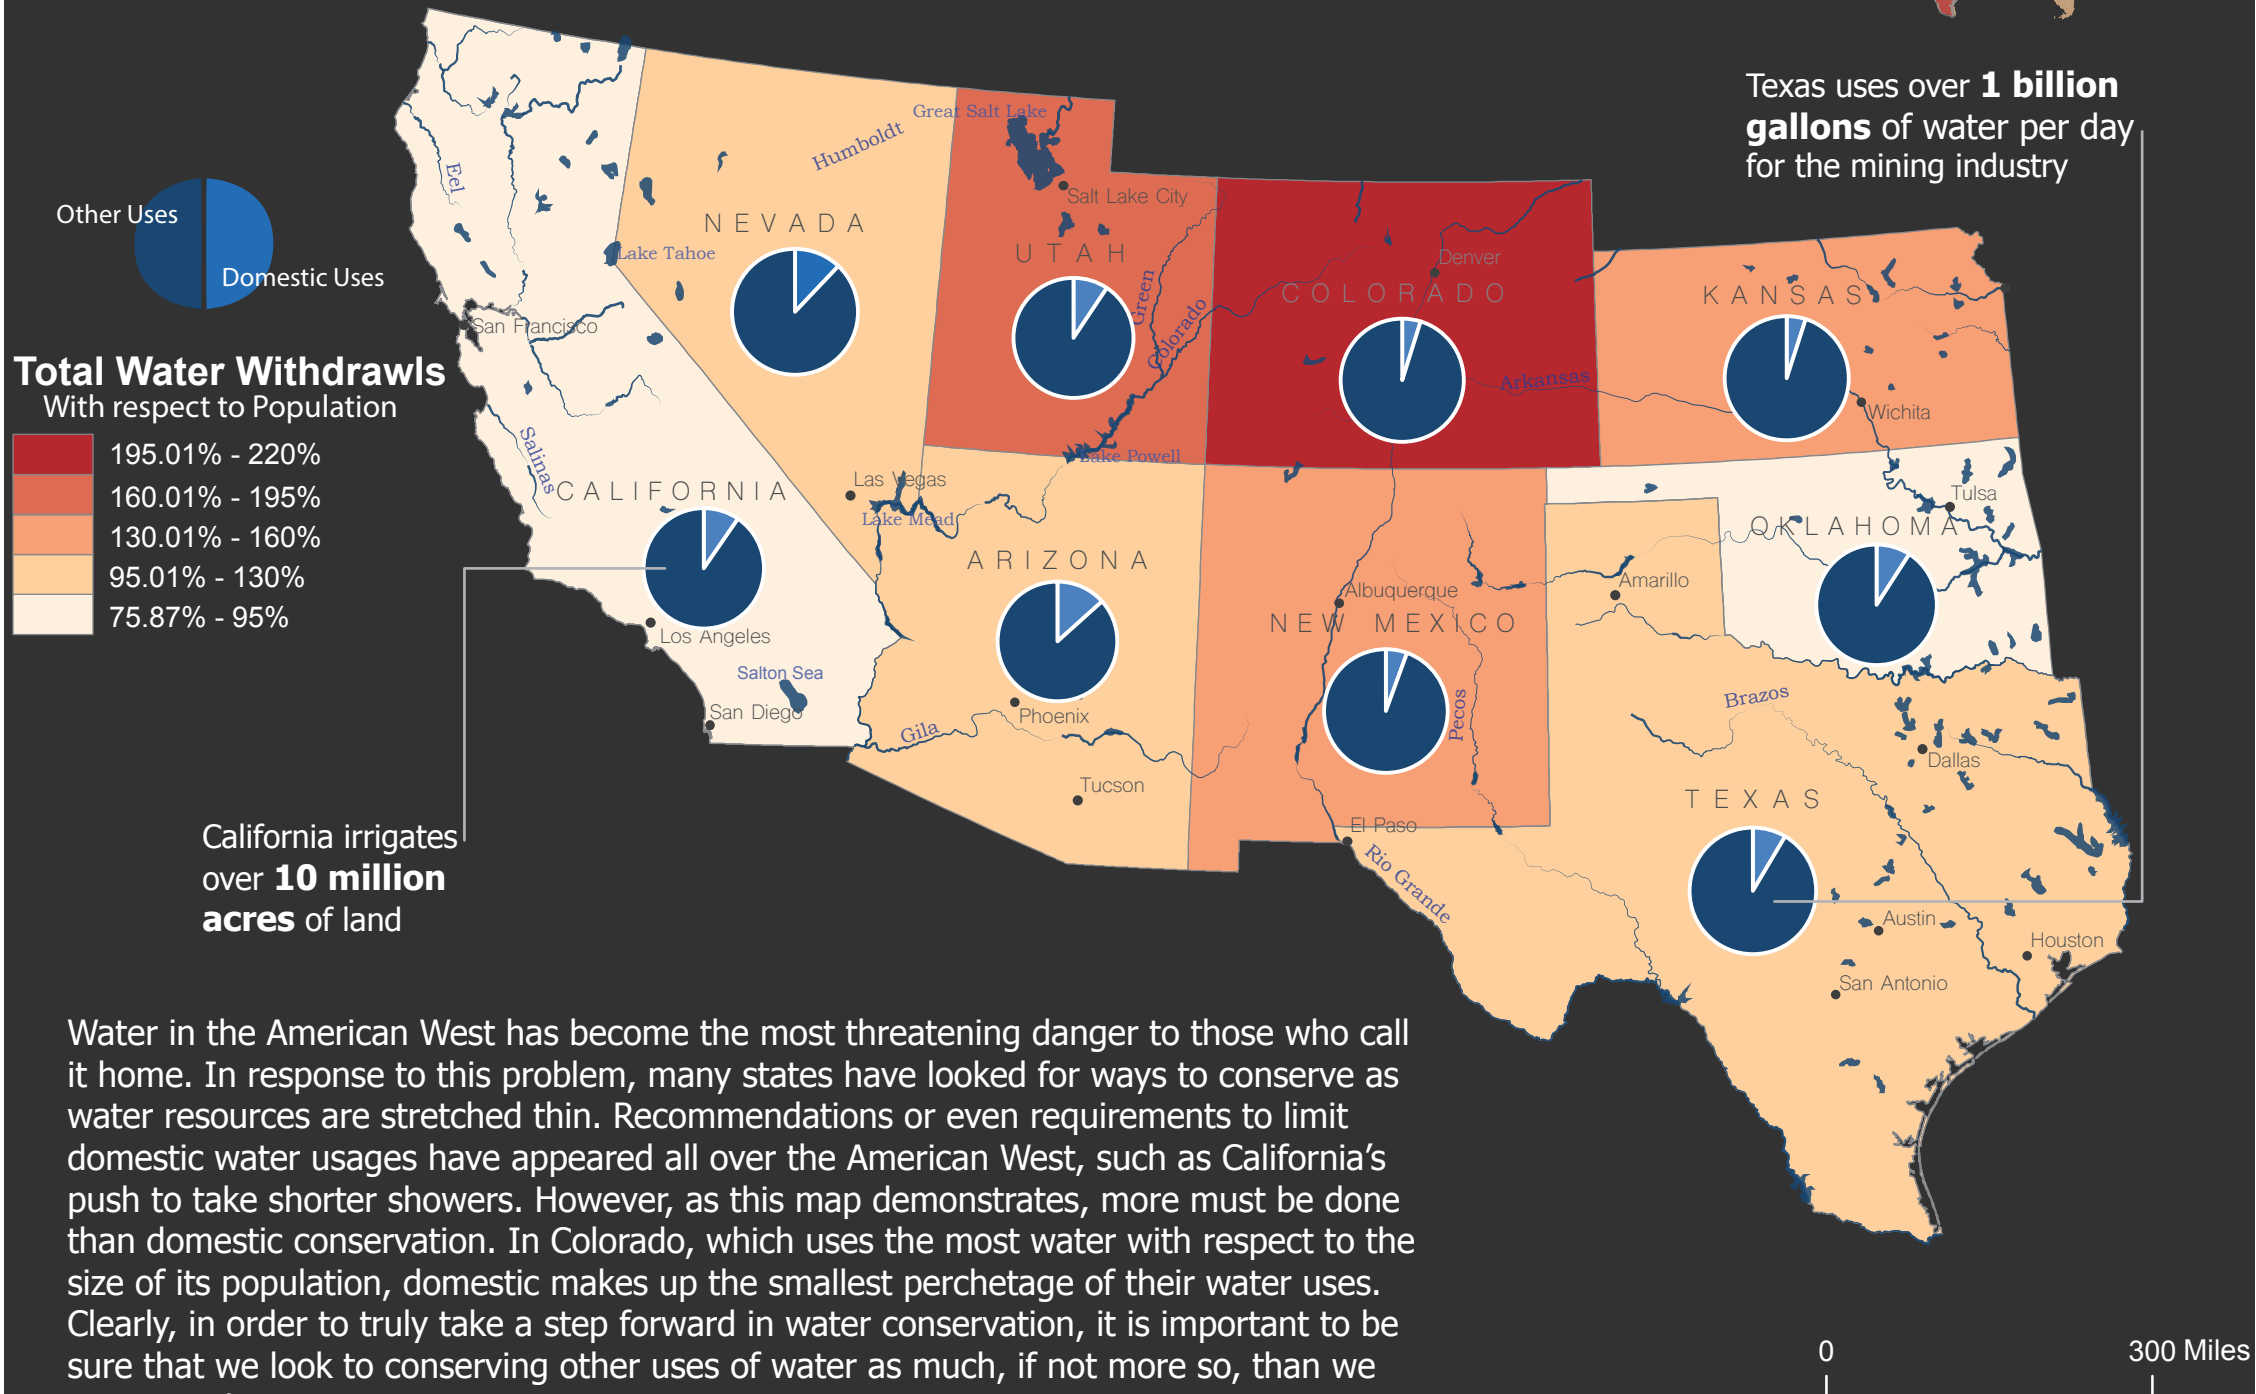 Texas uses over 1 billion
gallons of water per day
for the mining industry
Other Uses
Domestic Uses
Total Water Withdrawls
With respect to Population
195.01% - 220%
160.01% - 195%
130.01% - 160%
95.01% - 130%
75.87% - 95%
Eel
Humboldt
Great Salt Lake
Salt Lake City
NEVADA
Lake Tahoe
UTAH
Green
Colorado
Denver
COLORADO
KANSAS
San Francisco
Arkansas
Wichita
Salinas
CALIFORNIA
Las Vegas
Lake Mead
Lake Powell
Tulsa
OKLAHOMA
ARIZONA
Albuquerque
NEW MEXICO
Amarillo
Los Angeles
Salton Sea
San Diego
Gila
Phoenix
Tucson
Pecos
Brazos
Dallas
TEXAS
El Paso
Rio Grande
Austin
Houston
San Antonio
California irrigates
over 10 million
acres of land
Water in the American West has become the most threatening danger to those who call
it home. In response to this problem, many states have looked for ways to conserve as
water resources are stretched thin. Recommendations or even requirements to limit
domestic water usages have appeared all over the American West, such as California's
push to take shorter showers. However, as this map demonstrates, more must be done
than domestic conservation. In Colorado, which uses the most water with respect to the
size of its population, domestic makes up the smallest perchetage of their water uses.
Clearly, in order to truly take a step forward in water conservation, it is important to be
sure that we look to conserving other uses of water as much, if not more so, than we
0
300 Miles